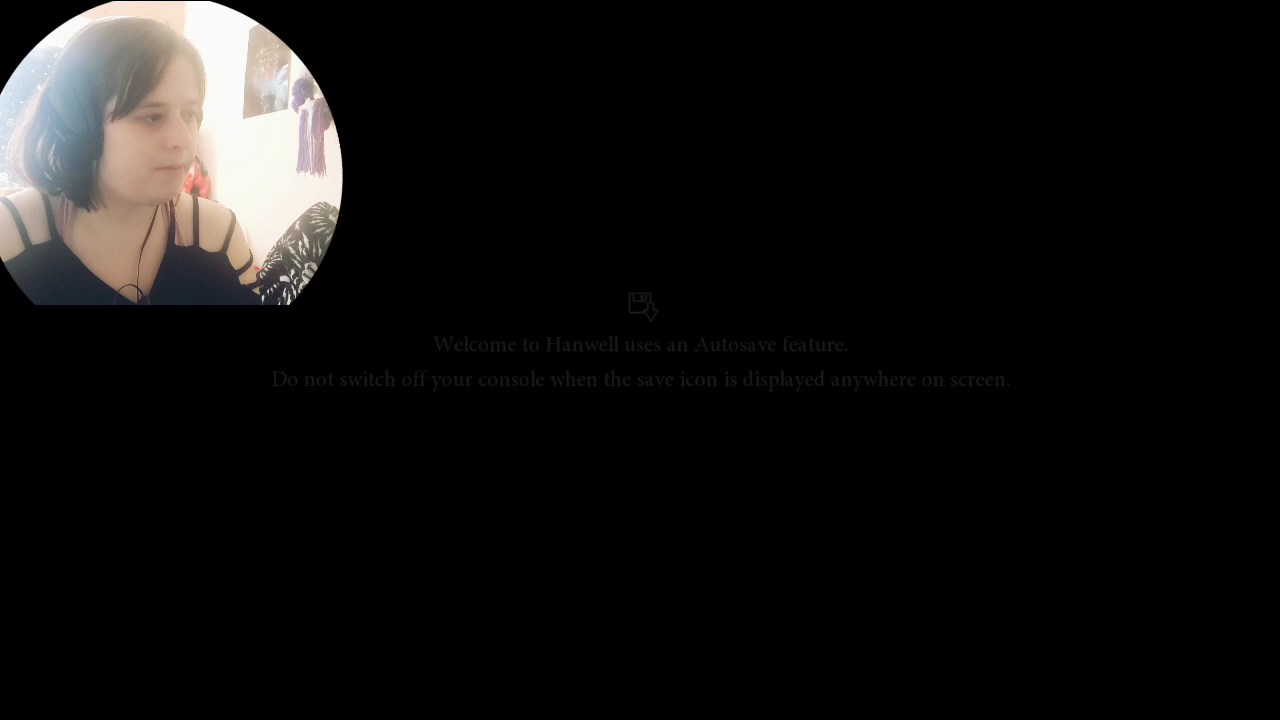 Welcome to Hanwell uses an Autosave feature.
Do not switch off your console when the save icon is displayed anywhere on screen.